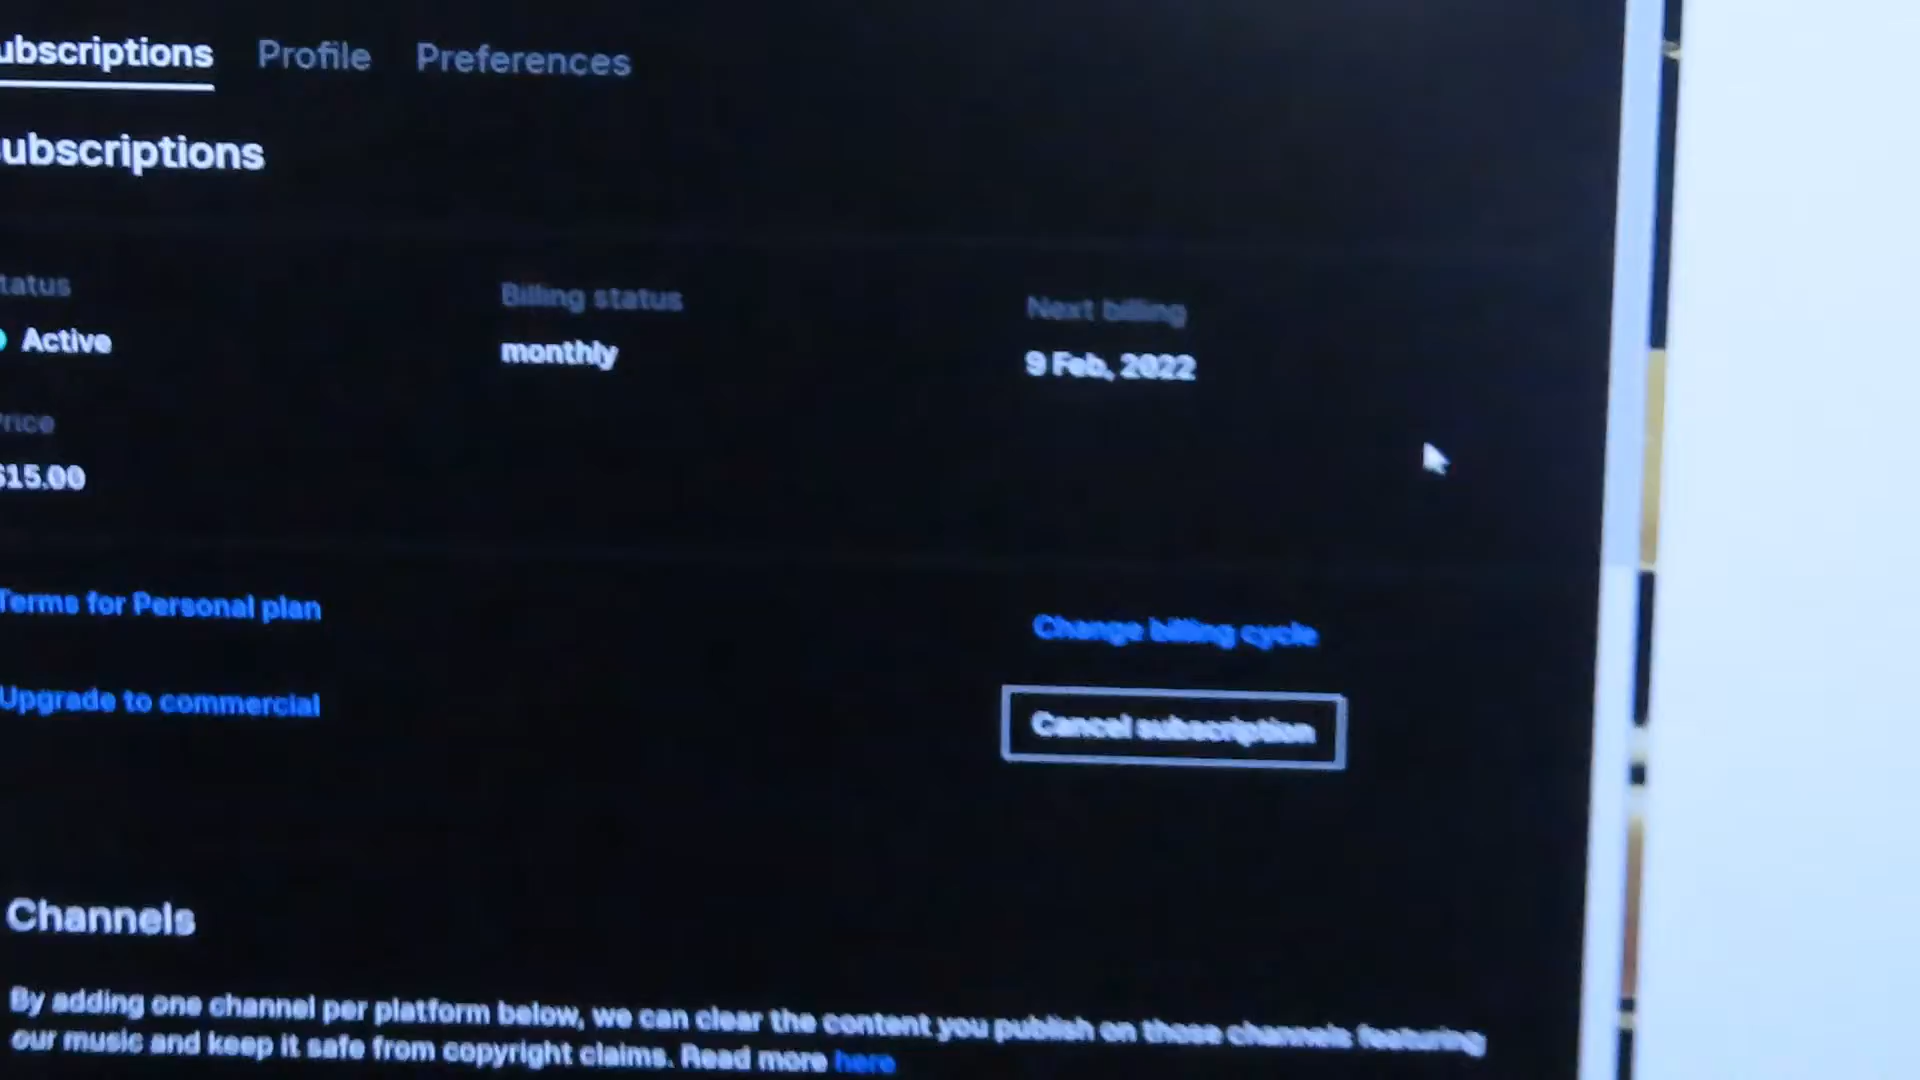 ubscriptions Profile Preferences
ubscriptions
tatus Billing status Next billing
Active monthly 9 Feb, 2022
rice
$15.00
Terms for Personal plan Change billing cycle
Upgrade to commercial Cancel subscription
Channels
By adding one channel per platform below, we can clear the content you publish on those channels featuring
our music and keep it safe from copyright claims. Read more here